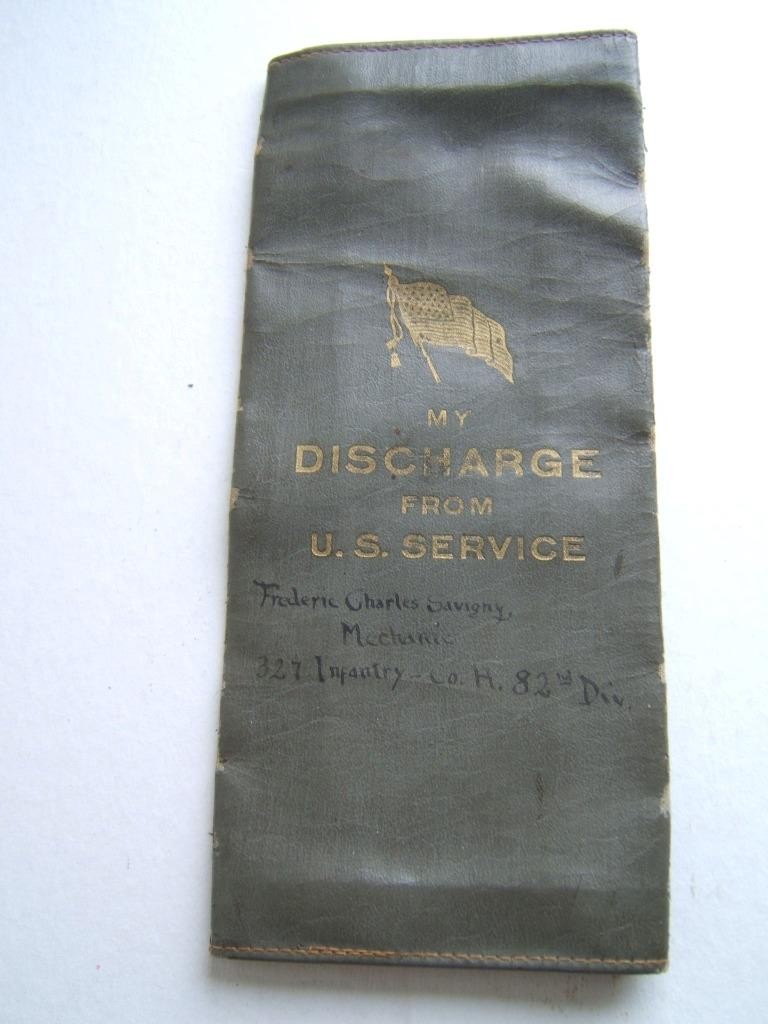 MY
DISCHARGE
FROM
U. S. SERVICE
Frederic Charles Savigny,
Mechanic
327 Infantry - Co. H. 82nd Div.